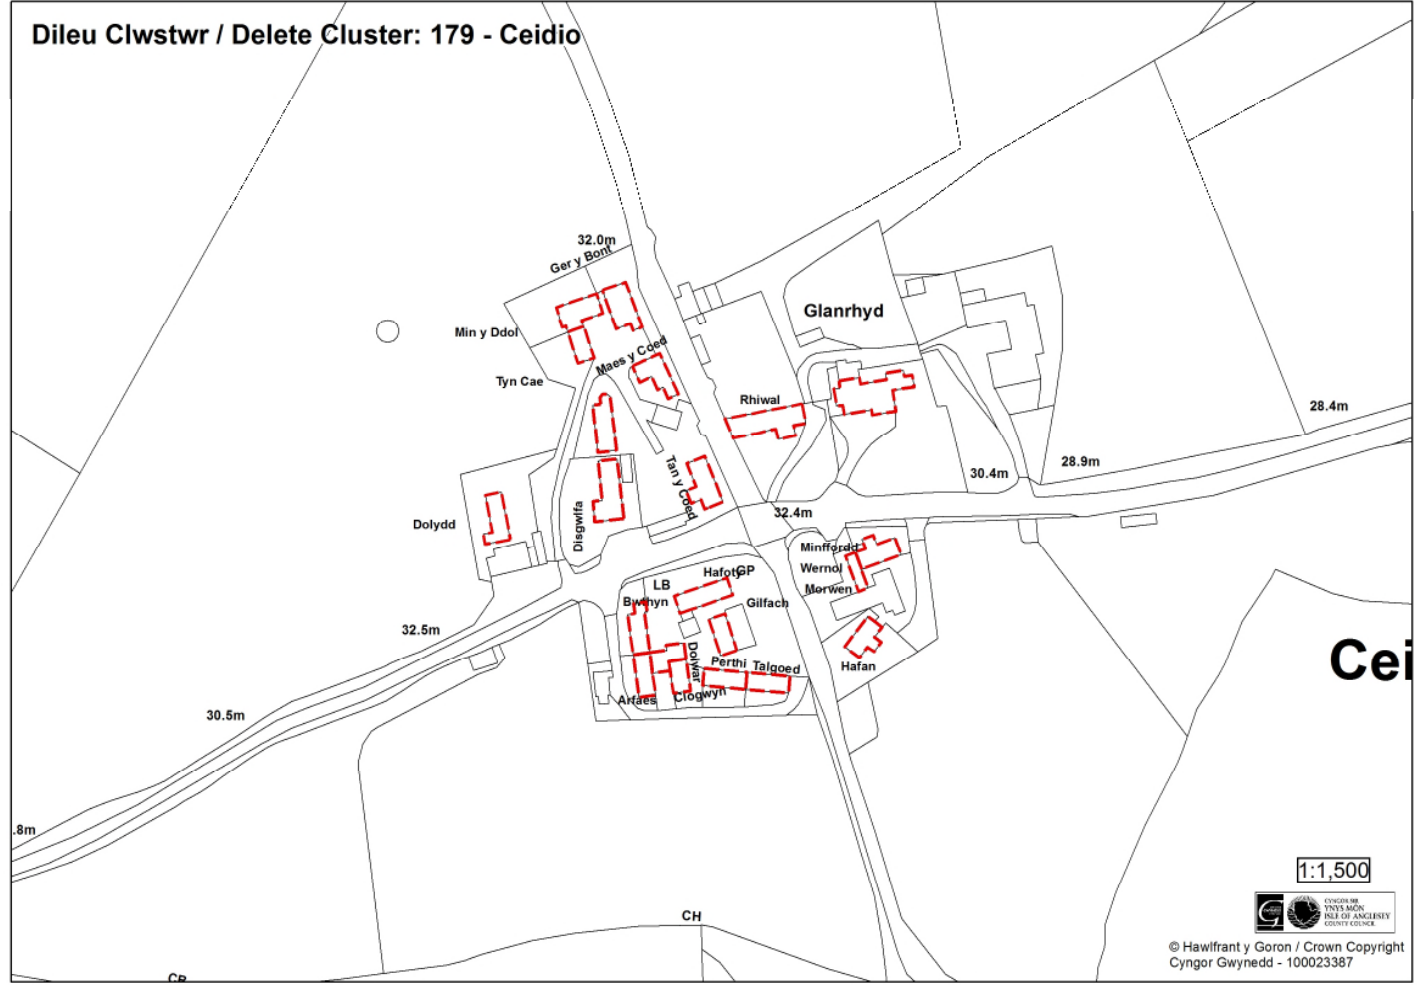 Dileu Clwstwr / Delete Cluster: 179 - Ceidio
32.0m
Ger y Bont
Glanrhyd
Min y Ddol
Maes y Coed
Tyn Cae
Rhiwal
28.4m
28.9m
30.4m
Tan y Coed
32.4m
Dolydd
Disgwlfa
Minffordd
Hafoty
GP
Wernol
LB
Morwen
Bwthyn
Gilfach
32.5m
Cei
Dolwar
Perthi
Talgoed
Hafan
Arfaes
Clogwyn
30.5m
.8m
1:1,500
CYNGOR SIR
YNYS MÔN
ISLE OF ANGLESEY
COUNTY COUNCIL
CH
© Hawlfraint y Goron / Crown Copyright
Cyngor Gwynedd - 100023387